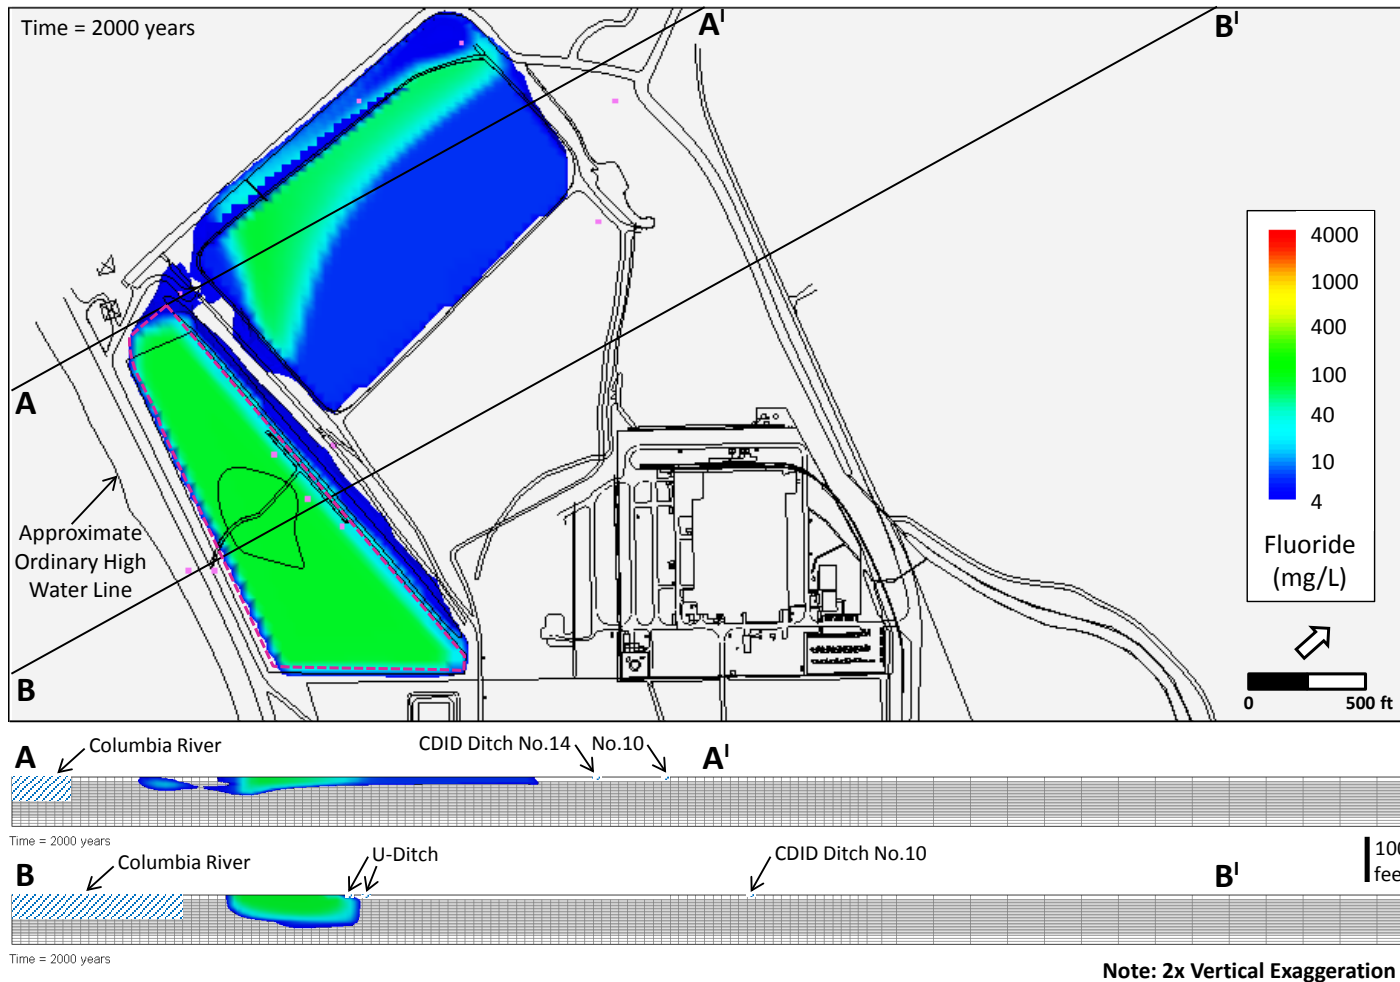 Time = 2000 years
A'
B'
A
B
Approximate
Ordinary High
Water Line
4000
1000
400
100
40
10
4
Fluoride
(mg/L)
0 500 ft
A Columbia River CDID Ditch No.14 No.10 A'
Time = 2000 years
B Columbia River U-Ditch CDID Ditch No.10 B'
100
feet
Time = 2000 years
Note: 2x Vertical Exaggeration